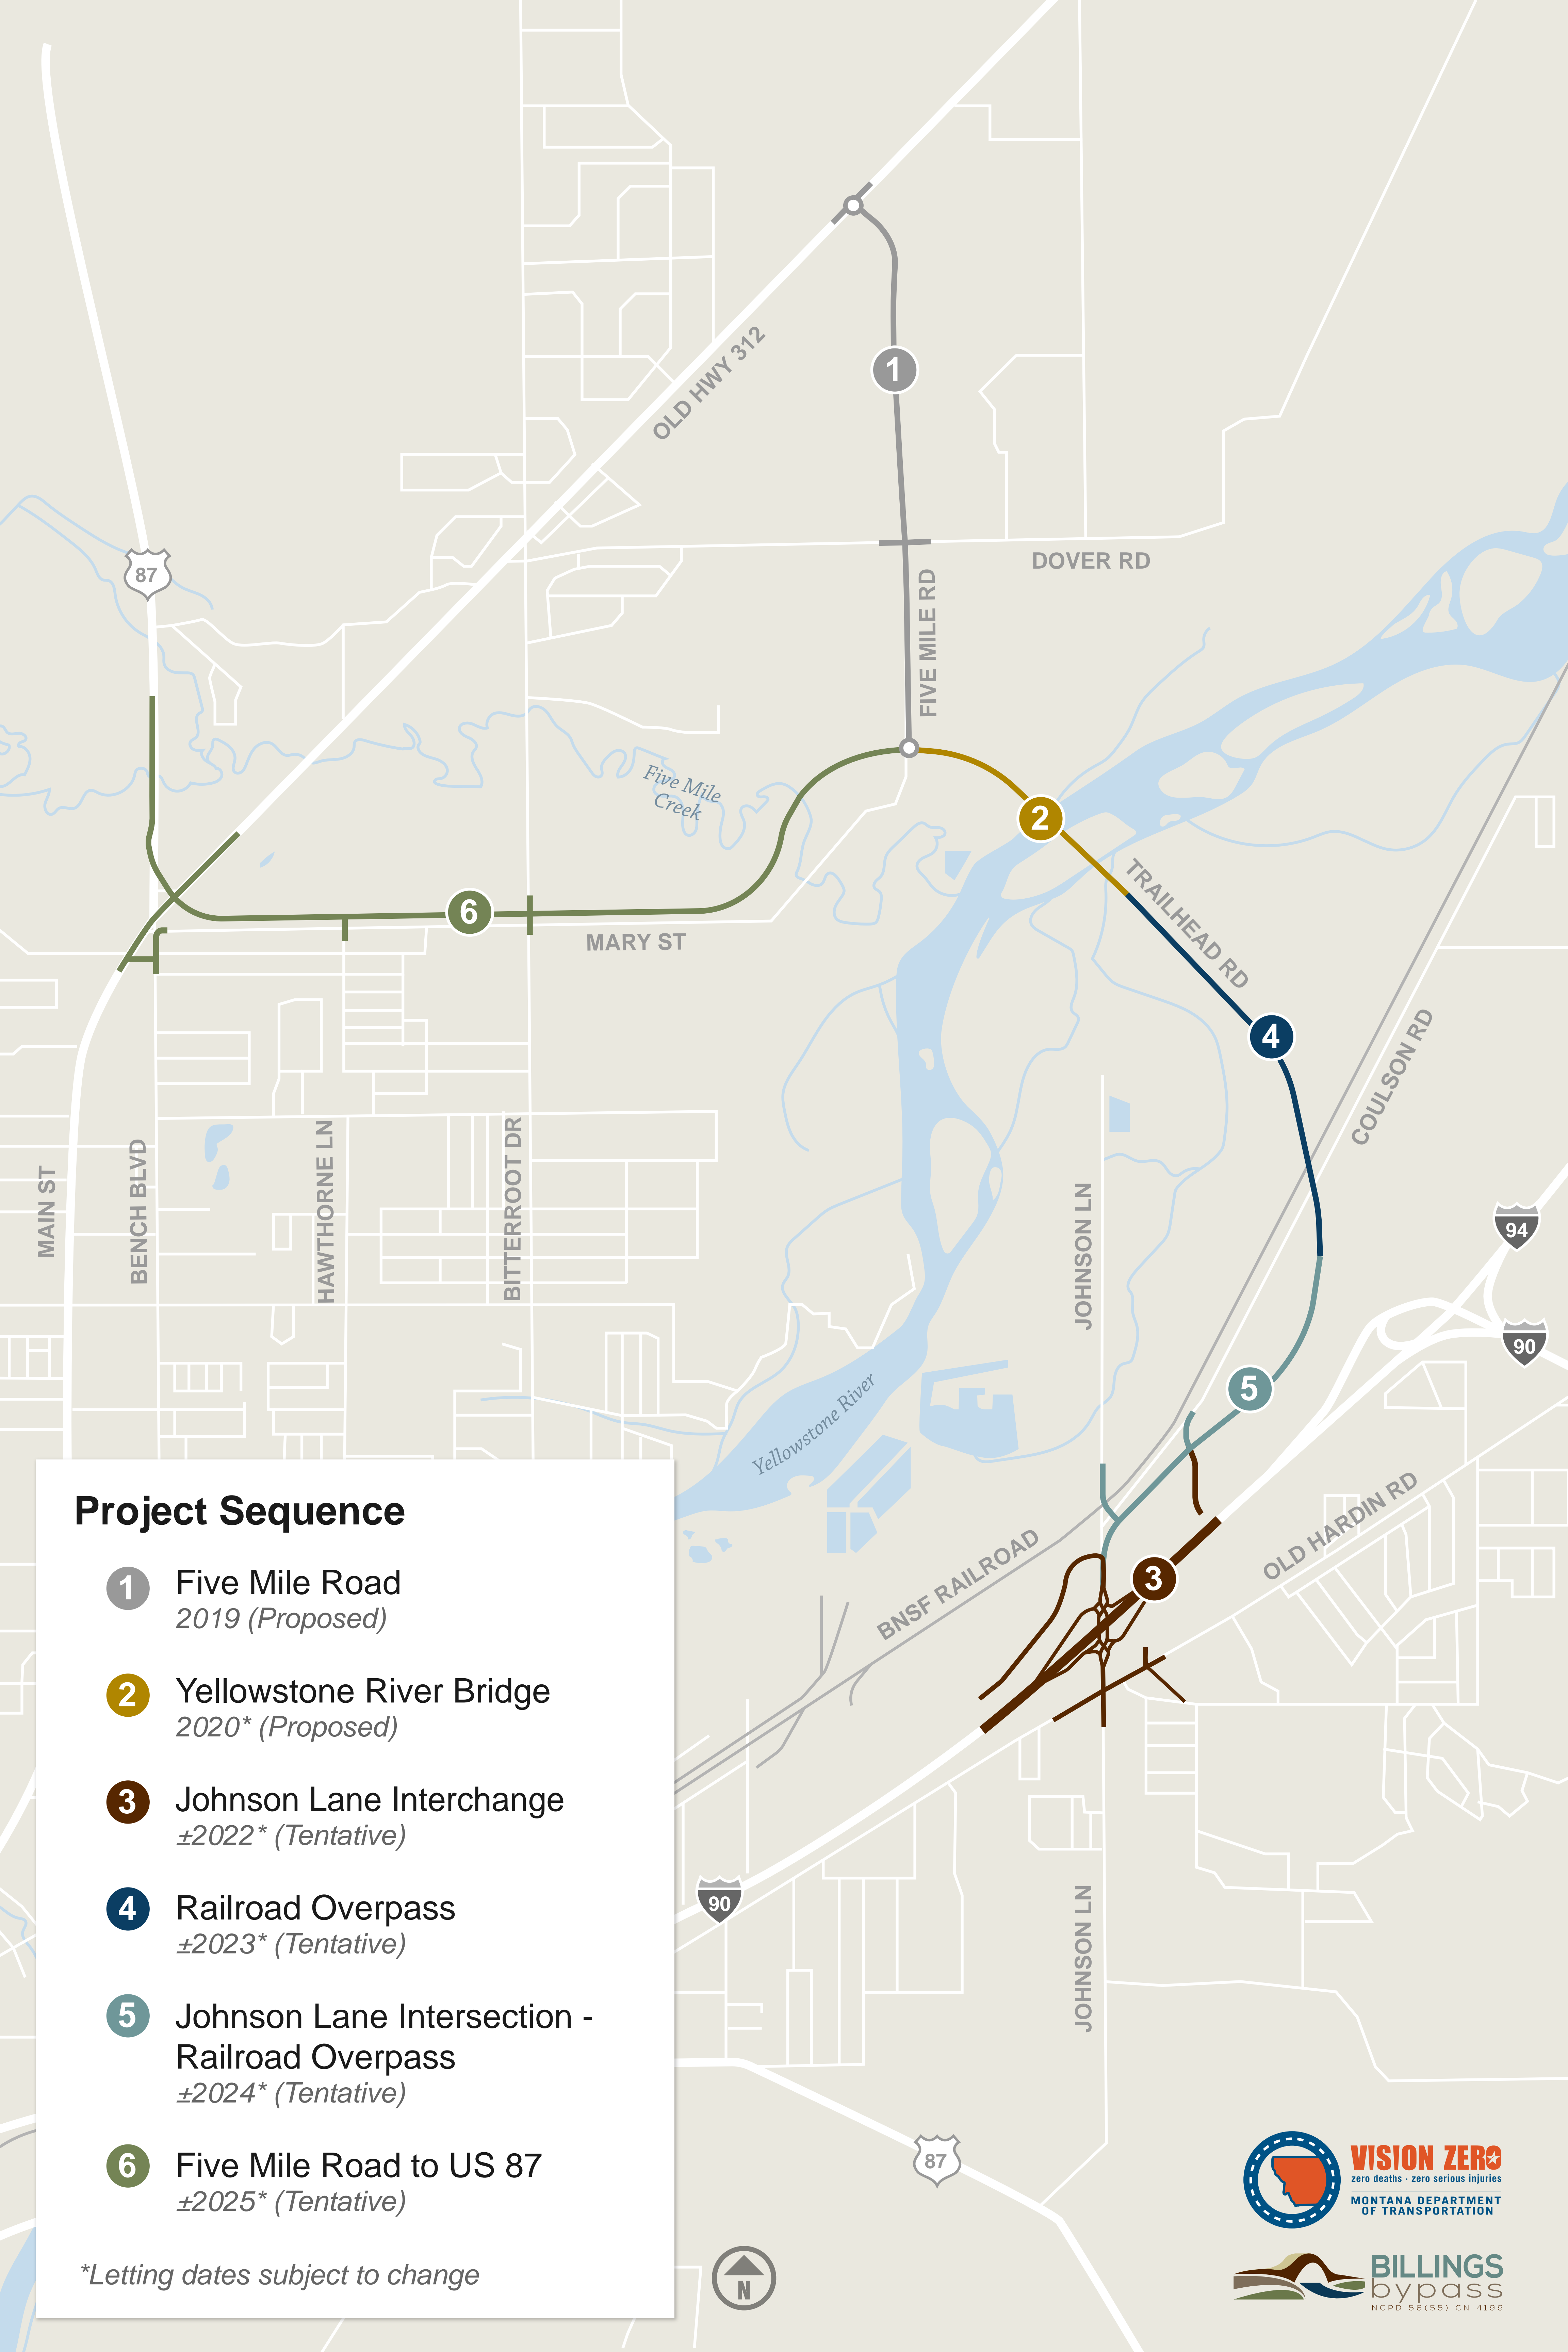 OLD HWY 312
1
87
DOVER RD
FIVE MILE RD
Five Mile
Creek
2
TRAILHEAD RD
6
MARY ST
4
COULSON RD
MAIN ST
BENCH BLVD
HAWTHORNE LN
BITTERROOT DR
JOHNSON LN
94
90
5
Yellowstone River
OLD HARDIN RD
BNSF RAILROAD
3
90
JOHNSON LN
87
Project Sequence
1 Five Mile Road
2019 (Proposed)
2 Yellowstone River Bridge
2020* (Proposed)
3 Johnson Lane Interchange
±2022* (Tentative)
4 Railroad Overpass
±2023* (Tentative)
5 Johnson Lane Intersection -
Railroad Overpass
±2024* (Tentative)
6 Five Mile Road to US 87
±2025* (Tentative)
*Letting dates subject to change
N
VISION ZERO
zero deaths · zero serious injuries
MONTANA DEPARTMENT
OF TRANSPORTATION
BILLINGS
bypass
NCPD 56(55) CN 4199